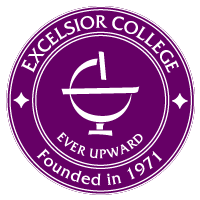 EXCELSIOR COLLEGE
EVER UPWARD
Founded in 1971